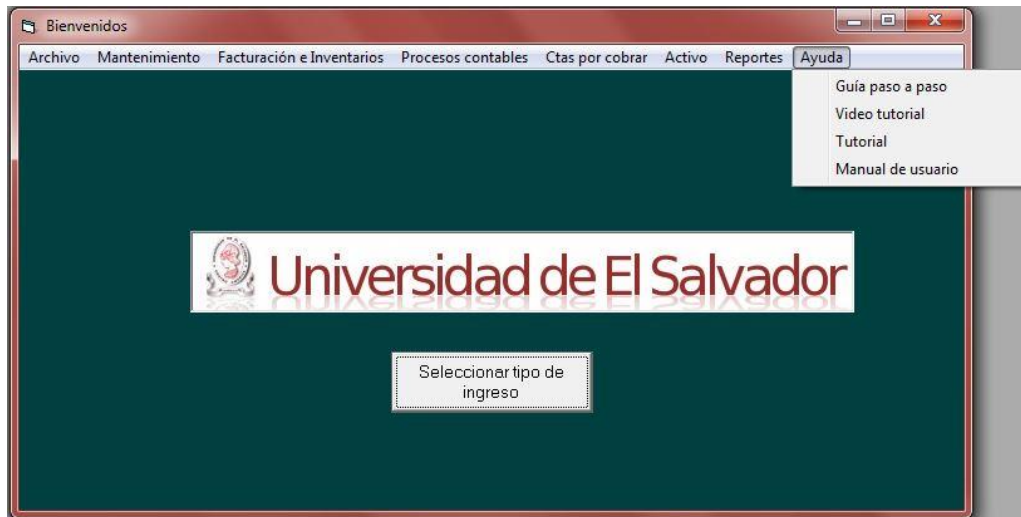 Bienvenidos
Archivo Mantenimiento Facturación e Inventarios Procesos contables Ctas por cobrar Activo Reportes Ayuda
Guía paso a paso
Video tutorial
Tutorial
Manual de usuario
Universidad de El Salvador
Seleccionar tipo de
ingreso